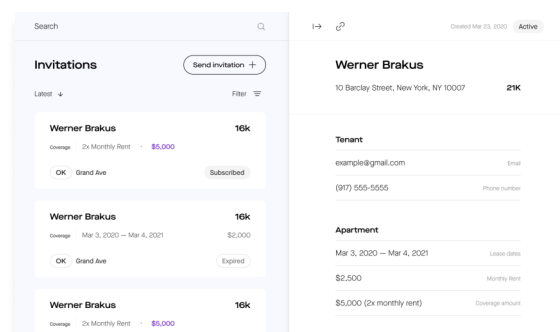 Search
Invitations
Send invitation +
Latest ↓
Filter
Werner Brakus 16k
Coverage 2x Monthly Rent · $5,000
OK Grand Ave Subscribed
Werner Brakus 16k
Coverage Mar 3, 2020 — Mar 4, 2021 $2,000
OK Grand Ave Expired
Werner Brakus 16k
Coverage 2x Monthly Rent · $5,000
Created Mar 23, 2020 Active
Werner Brakus
10 Barclay Street, New York, NY 10007 21K
Tenant
example@gmail.com Email
(917) 555-5555 Phone number
Apartment
Mar 3, 2020 — Mar 4, 2021 Lease dates
$2,500 Monthly Rent
$5,000 (2x monthly rent) Coverage amount